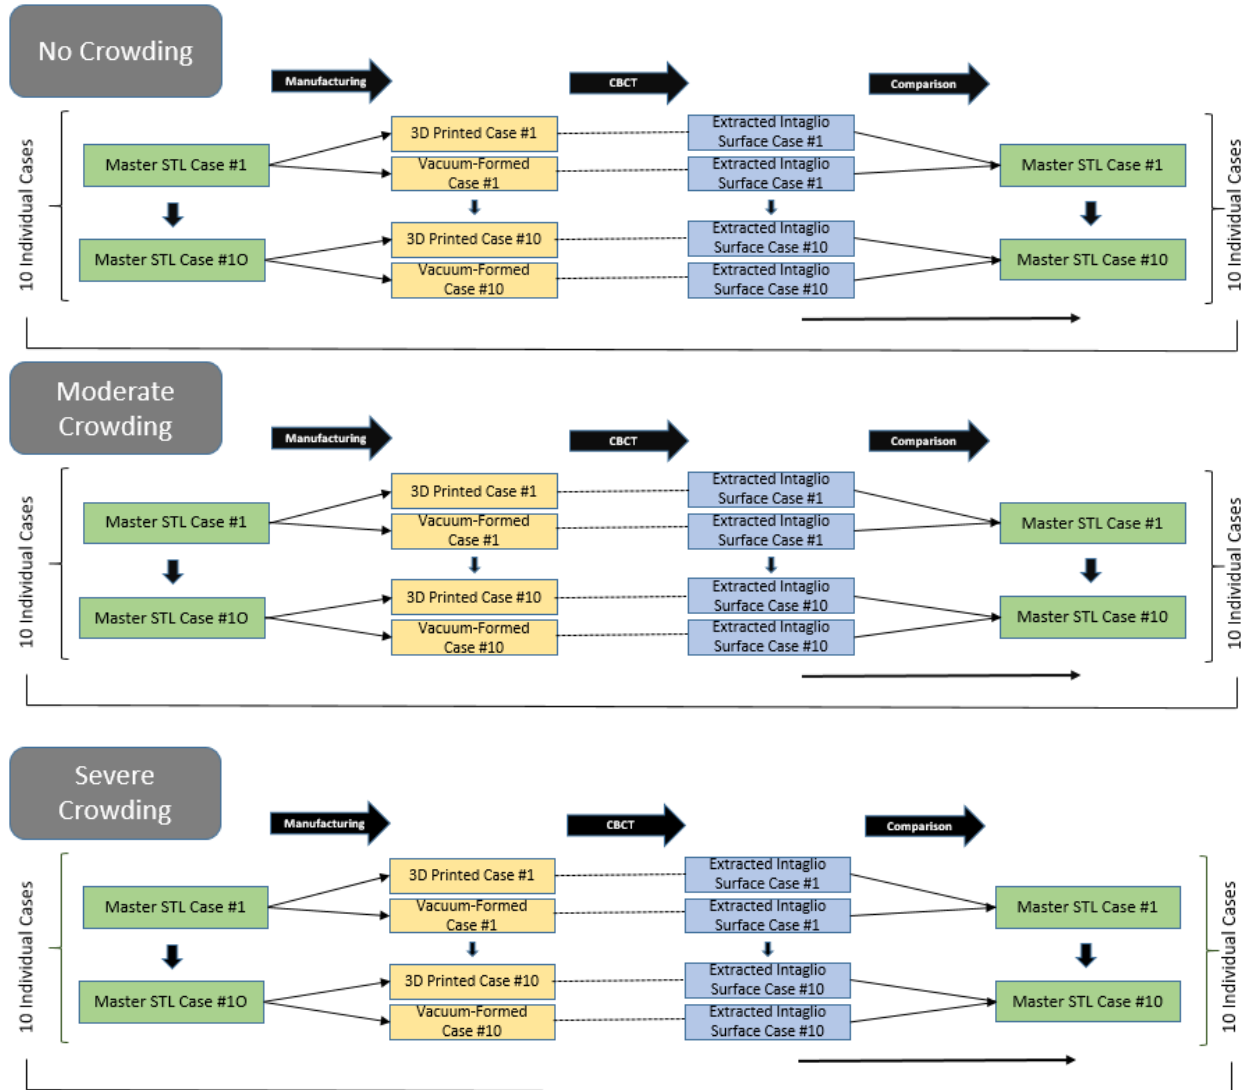 No Crowding
Manufacturing
CBCT
Comparison
10 Individual Cases
Master STL Case #1
Master STL Case #1O
3D Printed Case #1
Vacuum-Formed
Case #1
3D Printed Case #10
Vacuum-Formed
Case #10
Extracted Intaglio
Surface Case #1
Extracted Intaglio
Surface Case #1
Extracted Intaglio
Surface Case #10
Extracted Intaglio
Surface Case #10
Master STL Case #1
Master STL Case #10
10 Individual Cases
Moderate
Crowding
Manufacturing
CBCT
Comparison
10 Individual Cases
Master STL Case #1
Master STL Case #1O
3D Printed Case #1
Vacuum-Formed
Case #1
3D Printed Case #10
Vacuum-Formed
Case #10
Extracted Intaglio
Surface Case #1
Extracted Intaglio
Surface Case #1
Extracted Intaglio
Surface Case #10
Extracted Intaglio
Surface Case #10
Master STL Case #1
Master STL Case #10
10 Individual Cases
Severe
Crowding
Manufacturing
CBCT
Comparison
10 Individual Cases
Master STL Case #1
Master STL Case #1O
3D Printed Case #1
Vacuum-Formed
Case #1
3D Printed Case #10
Vacuum-Formed
Case #10
Extracted Intaglio
Surface Case #1
Extracted Intaglio
Surface Case #1
Extracted Intaglio
Surface Case #10
Extracted Intaglio
Surface Case #10
Master STL Case #1
Master STL Case #10
10 Individual Cases